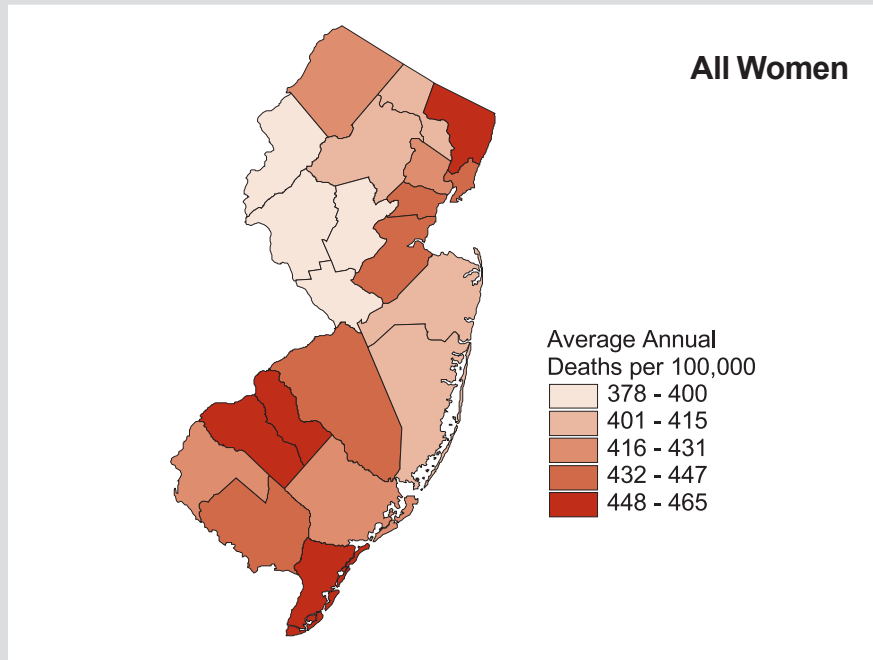 All Women
Average Annual
Deaths per 100,000
378 - 400
401 - 415
416 - 431
432 - 447
448 - 465